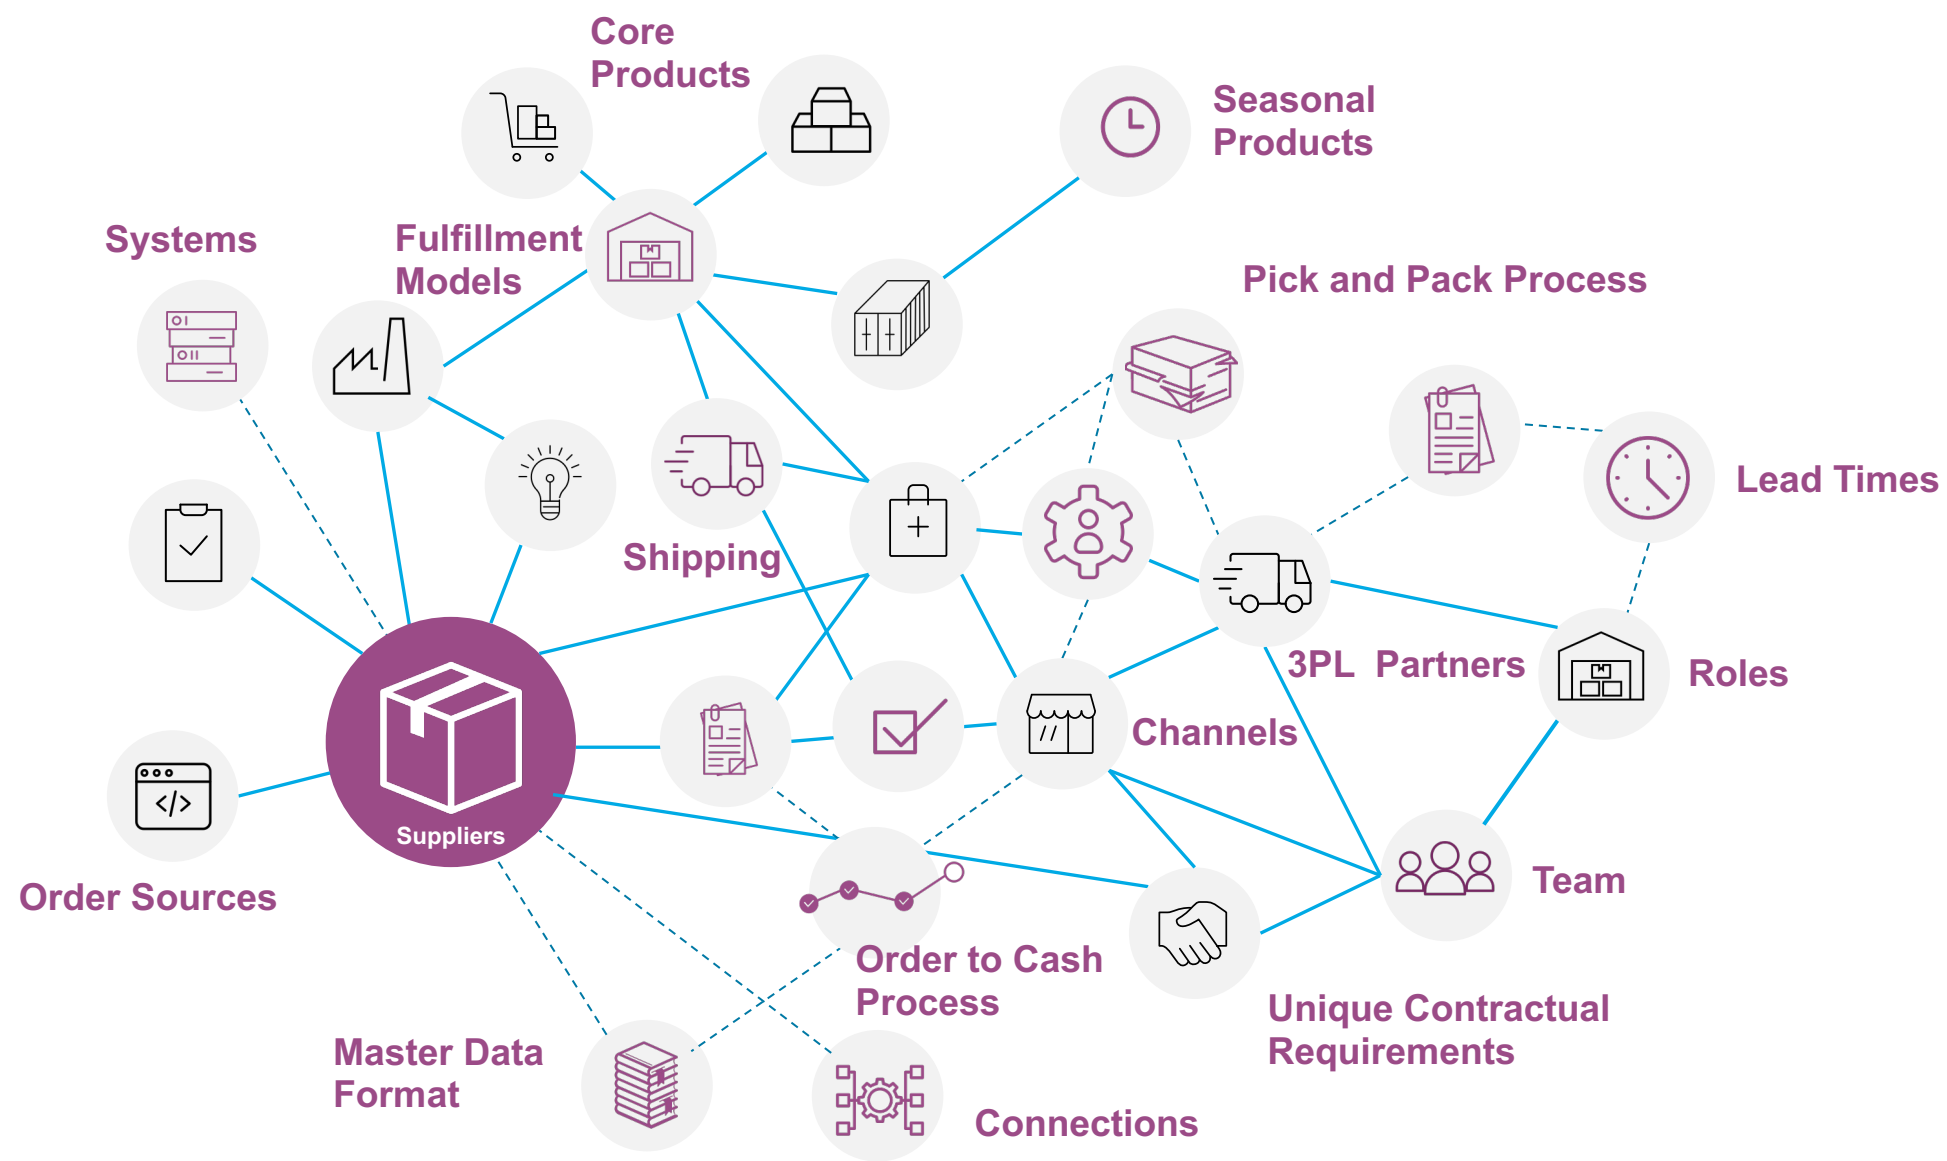 Core
Products
Seasonal
Products
Systems
Fulfillment
Models
Pick and Pack Process
Lead Times
Shipping
3PL  Partners
Roles
Channels
Suppliers
Order Sources
Team
Order to Cash
Process
Unique Contractual
Requirements
Master Data
Format
Connections